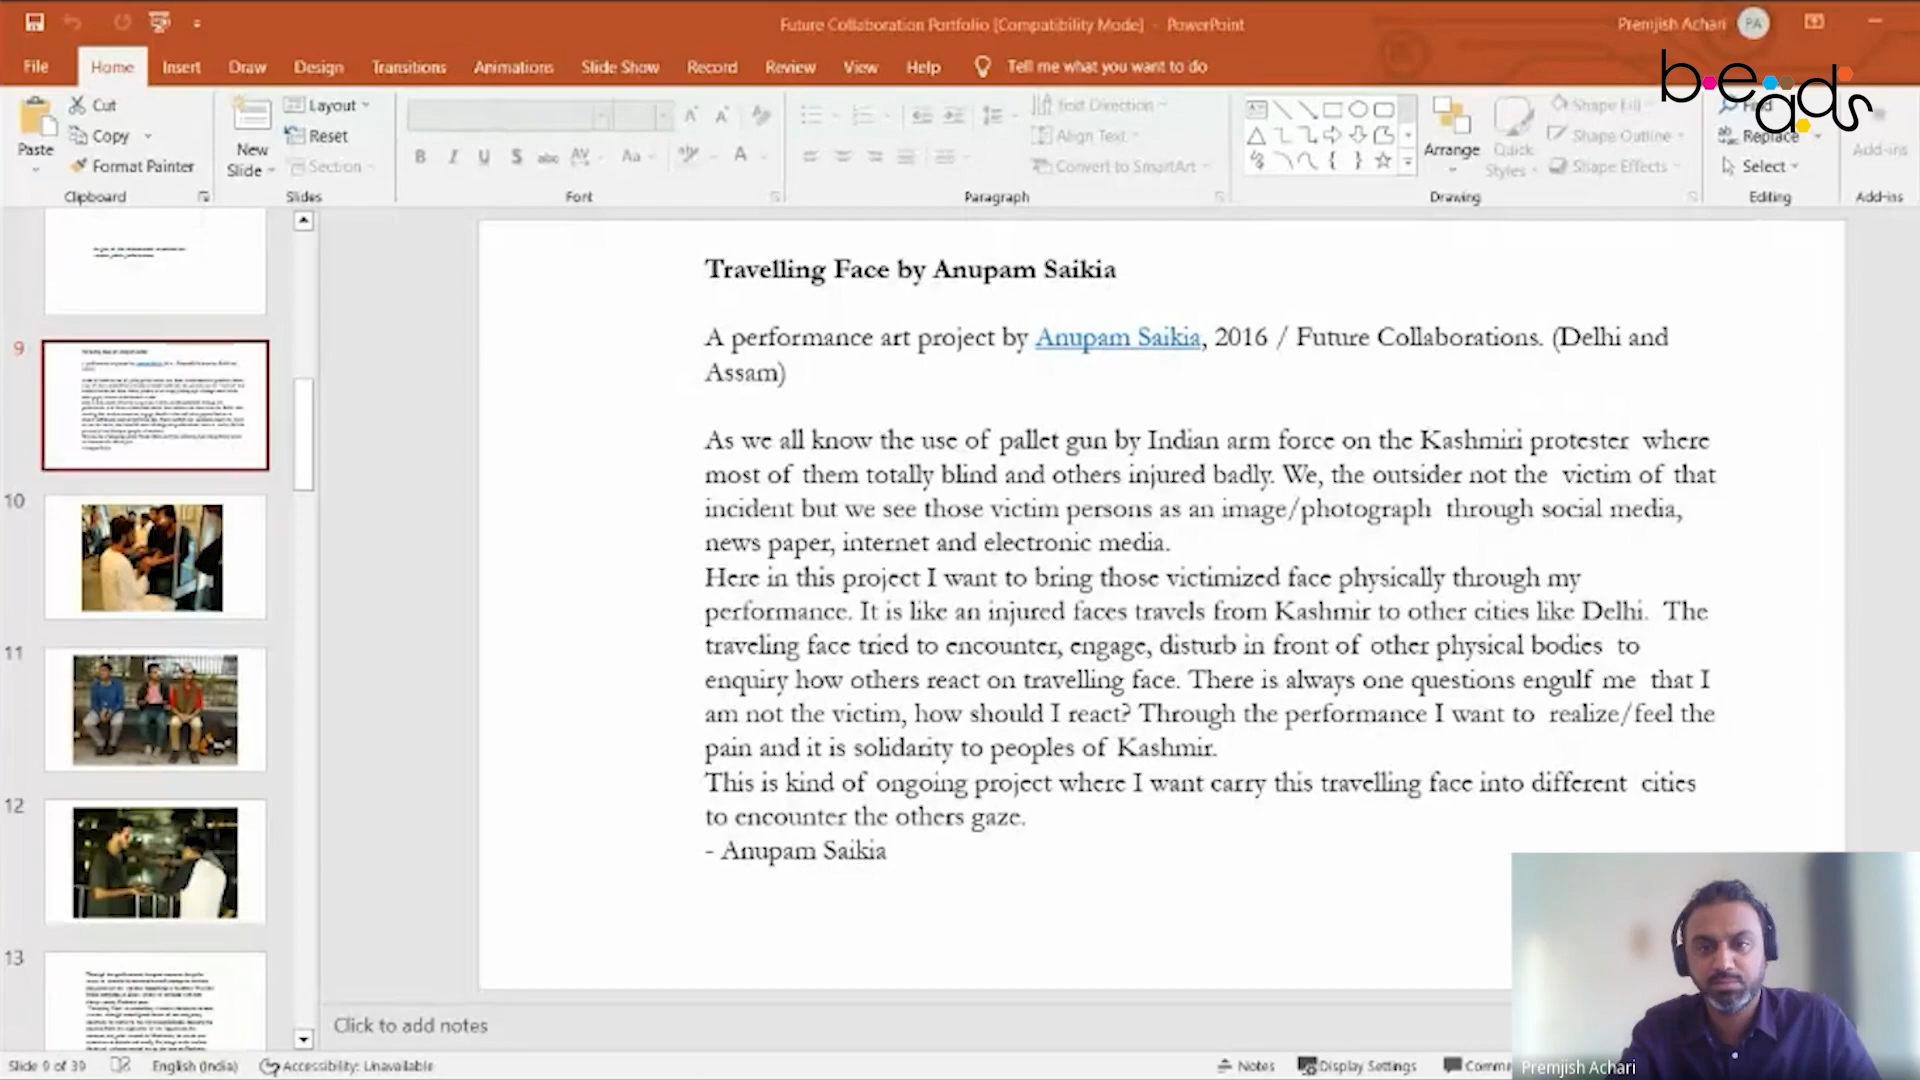 Future Collaboration Portfolio [Compatibility Mode] - PowerPoint
Premjish Achari
PA
File Home Insert Draw Design Transitions Animations Slide Show Record Review View Help Tell me what you want to do
beads
Paste
Cut
Copy
Format Painter
Clipboard
New Slide
Layout
Reset
Section
Slides
B I U S abc AV Aa A
Font
Text Direction
Align Text
Convert to SmartArt
Paragraph
Arrange
Quick Styles
Shape Fill
Shape Outline
Shape Effects
Drawing
Find
Replace
Select
Editing
Add-ins
Add-ins
9
10
11
12
13
Travelling Face by Anupam Saikia
A performance art project by Anupam Saikia, 2016 / Future Collaborations. (Delhi and
Assam)
As we all know the use of pallet gun by Indian arm force on the Kashmiri protester where
most of them totally blind and others injured badly. We, the outsider not the victim of that
incident but we see those victim persons as an image/photograph through social media,
news paper, internet and electronic media.
Here in this project I want to bring those victimized face physically through my
performance. It is like an injured faces travels from Kashmir to other cities like Delhi. The
traveling face tried to encounter, engage, disturb in front of other physical bodies to
enquiry how others react on travelling face. There is always one questions engulf me that I
am not the victim, how should I react? Through the performance I want to realize/feel the
pain and it is solidarity to peoples of Kashmir.
This is kind of ongoing project where I want carry this travelling face into different cities
to encounter the others gaze.
- Anupam Saikia
Click to add notes
Slide 9 of 39 English (India) Accessibility: Unavailable Notes Display Settings Comme
Premjish Achari